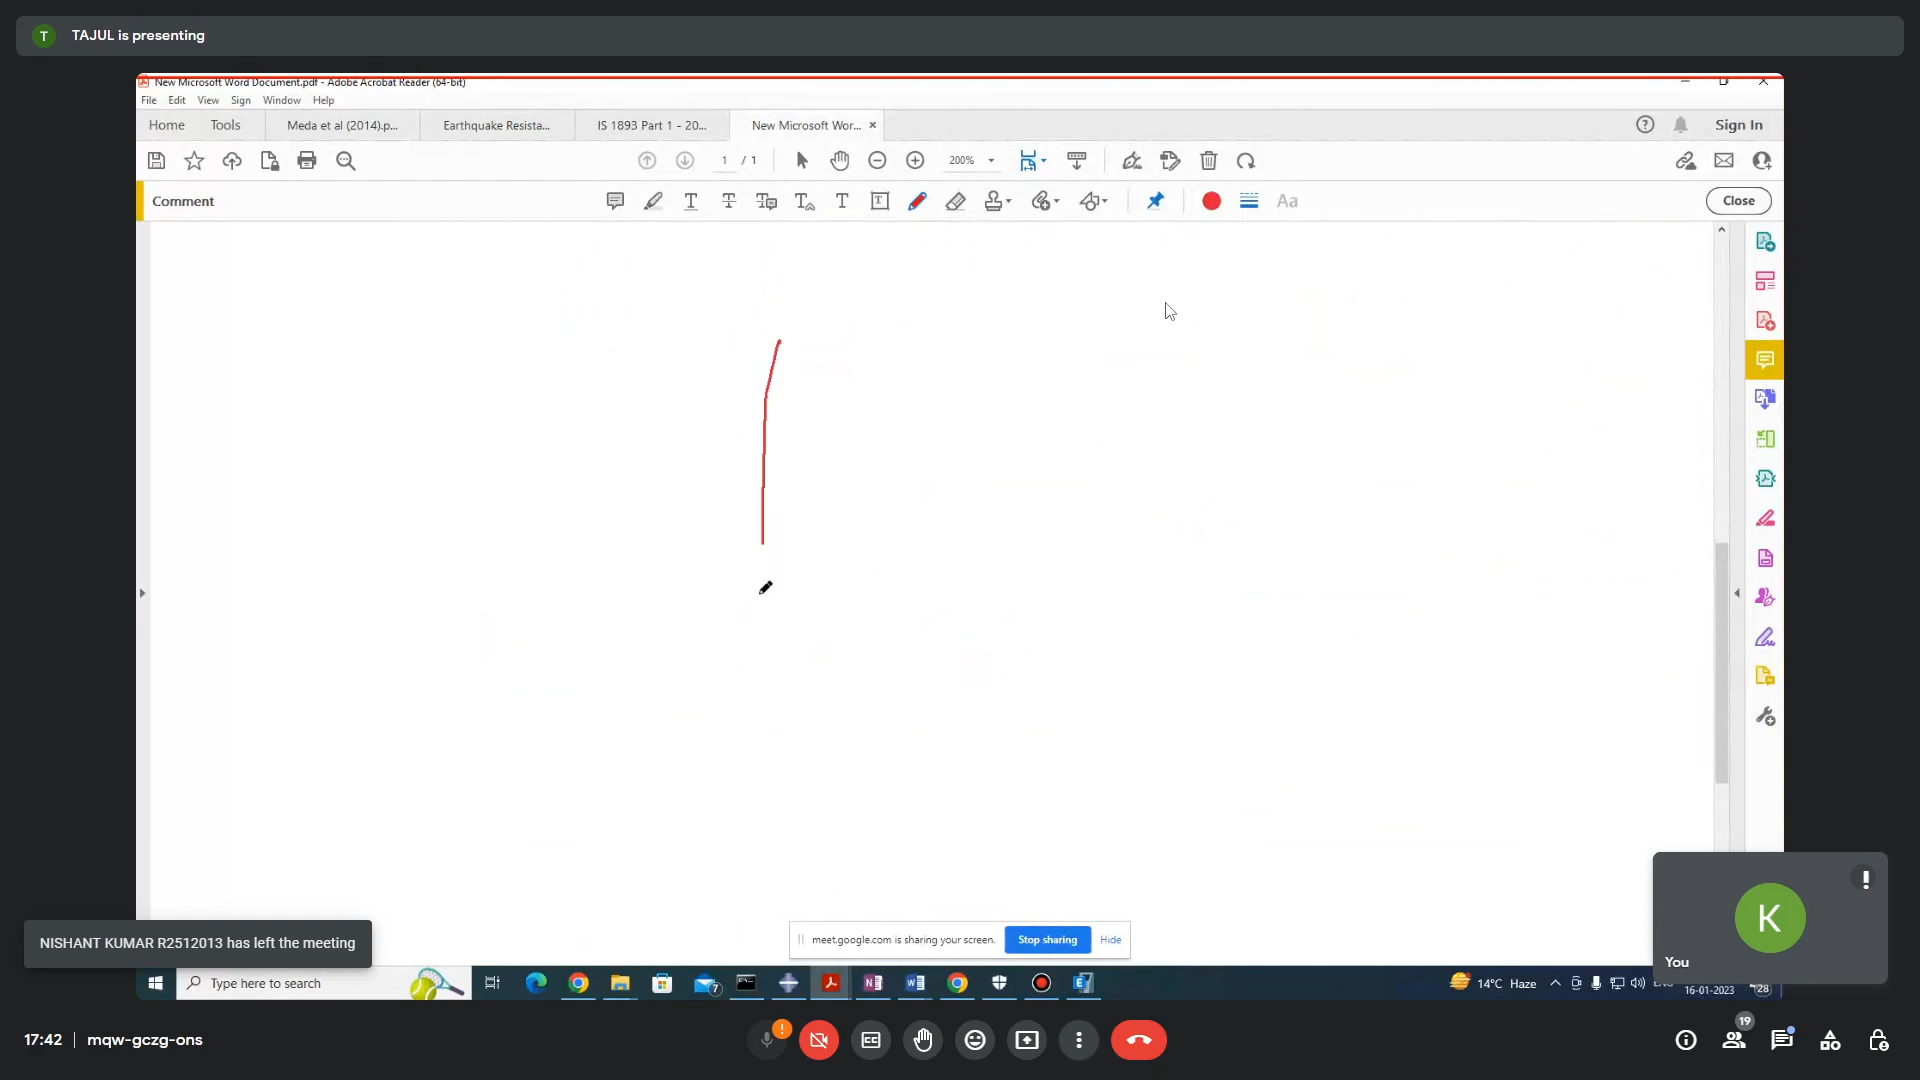 T TAJUL is presenting
New Microsoft Word Document.pdf - Adobe Acrobat Reader (64-bit)
File Edit View Sign Window Help
Home Tools Meda et al (2014).p... Earthquake Resista... IS 1893 Part 1 - 20... New Microsoft Wor... Sign In
1 / 1 200%
Comment Aa Close
NISHANT KUMAR R2512013 has left the meeting
meet.google.com is sharing your screen. Stop sharing Hide
K
You
Type here to search 7 14°C Haze
16-01-2023 28
17:42 mqw-gczg-ons 19